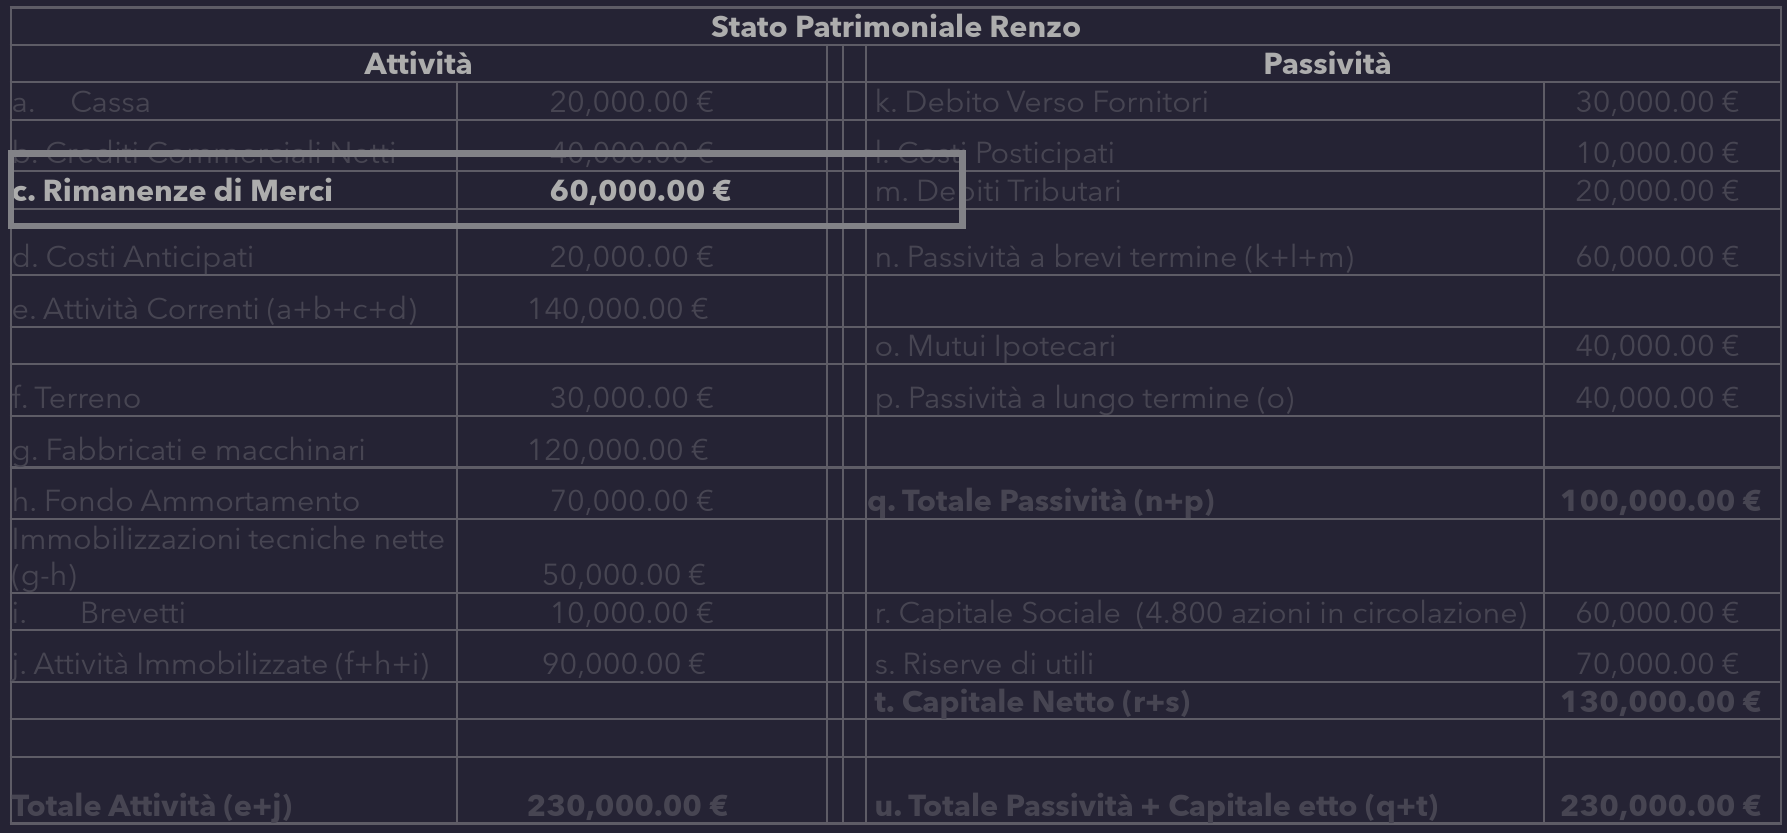 Stato Patrimoniale Renzo
Attività Passività
a. Cassa 20,000.00 € k. Debito Verso Fornitori 30,000.00 €
b. Crediti Commerciali Netti 40,000.00 € l. Costi Posticipati 10,000.00 €
c. Rimanenze di Merci 60,000.00 € m. Debiti Tributari 20,000.00 €
d. Costi Anticipati 20,000.00 € n. Passività a brevi termine (k+l+m) 60,000.00 €
e. Attività Correnti (a+b+c+d) 140,000.00 €
o. Mutui Ipotecari 40,000.00 €
f. Terreno 30,000.00 € p. Passività a lungo termine (o) 40,000.00 €
g. Fabbricati e macchinari 120,000.00 €
h. Fondo Ammortamento 70,000.00 € q. Totale Passività (n+p) 100,000.00 €
Immobilizzazioni tecniche nette
(g-h) 50,000.00 €
i. Brevetti 10,000.00 € r. Capitale Sociale (4.800 azioni in circolazione) 60,000.00 €
j. Attività Immobilizzate (f+h+i) 90,000.00 € s. Riserve di utili 70,000.00 €
t. Capitale Netto (r+s) 130,000.00 €
Totale Attività (e+j) 230,000.00 € u. Totale Passività + Capitale etto (q+t) 230,000.00 €